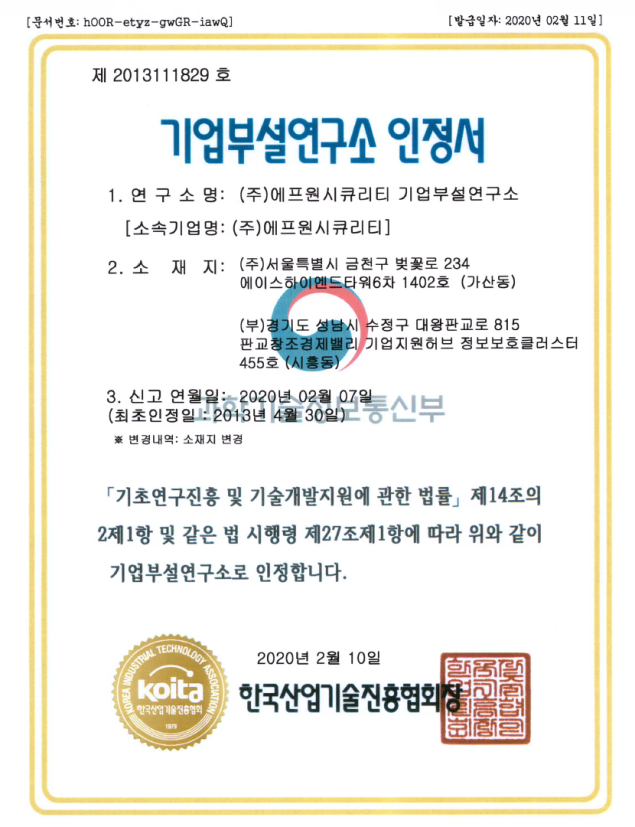 [문서번호: hOOR-etyz-gwGR-iawQ] [발급일자: 2020년 02월 11일]
제 2013111829 호
기업부설연구소 인정서
1. 연 구 소 명: (주)에프원시큐리티 기업부설연구소
[소속기업명: (주)에프원시큐리티]
2. 소 재 지: (주)서울특별시 금천구 벚꽃로 234
에이스하이엔드타워6차 1402호 (가산동)
(부)경기도 성남시 수정구 대왕판교로 815
판교창조경제밸리 기업지원허브 정보보호클러스터
455호 (시흥동)
3. 신고 연월일: 2020년 02월 07일
과학기술정보통신부
(최초인정일 : 2013년 4월 30일)
※ 변경내역: 소재지 변경
「기초연구진흥 및 기술개발지원에 관한 법률」 제14조의
2제1항 및 같은 법 시행령 제27조제1항에 따라 위와 같이
기업부설연구소로 인정합니다.
2020년 2월 10일
한국산업기술진흥협회장
KOREA INDUSTRIAL TECHNOLOGY ASSOCIATION
koita
한국산업기술진흥협회
1979